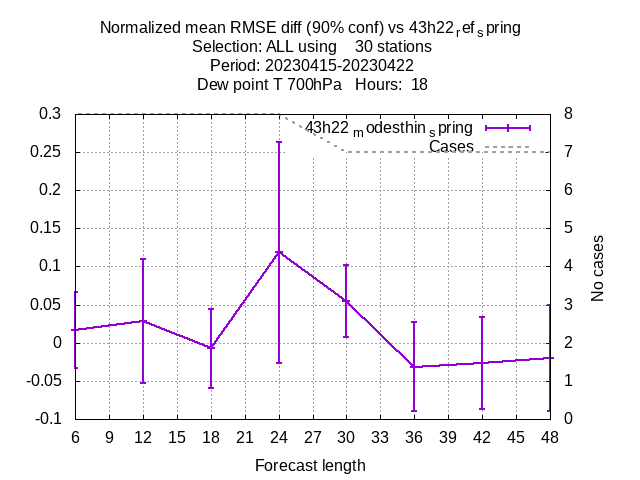 Normalized mean RMSE diff (90% conf) vs 43h22ref spring
Selection: ALL using 30 stations
Period: 20230415-20230422
Dew point T 700hPa Hours: 18
43h22modesthinspring
Cases
0.3
0.25
0.2
0.15
0.1
0.05
0
-0.05
-0.1
8
7
6
5
4
3
2
1
0
No cases
6 9 12 15 18 21 24 27 30 33 36 39 42 45 48
Forecast length